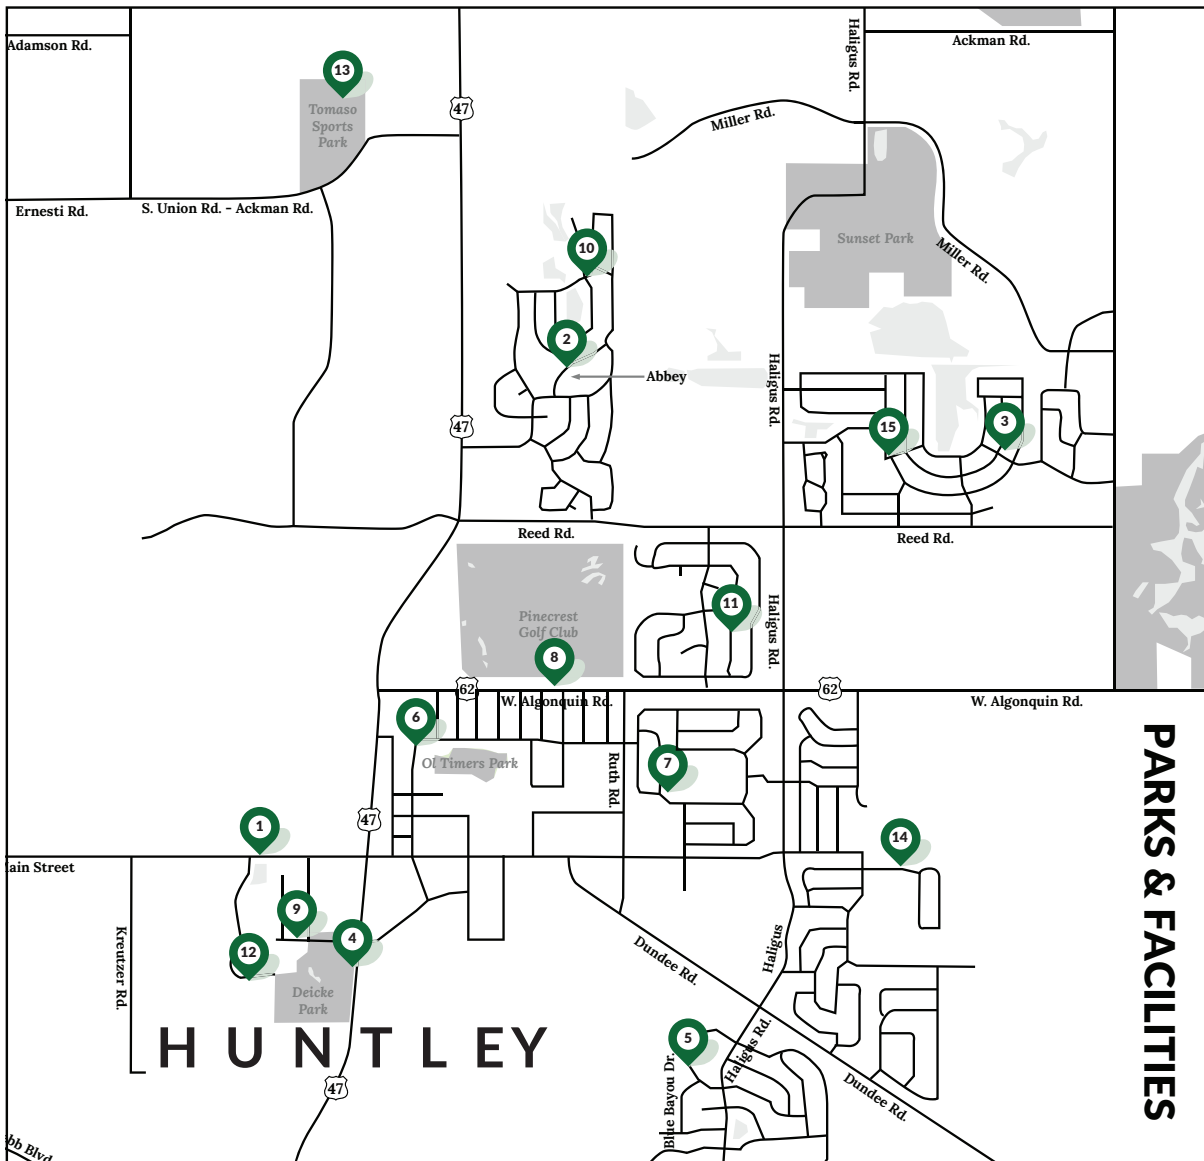 Adamson Rd.
13
Tomaso
Sports
Park
47
Haligus Rd.
Ackman Rd.
Miller Rd.
Ernesti Rd.
S. Union Rd. - Ackman Rd.
10
Sunset Park
Miller Rd.
2
Abbey
Haligus Rd.
47
15
3
Reed Rd.
Reed Rd.
Pinecrest
Golf Club
11
Haligus Rd.
8
62
62
W. Algonquin Rd.
W. Algonquin Rd.
6
Ol Timers Park
7
Ruth Rd.
47
1
14
ain Street
PARKS & FACILITIES
9
4
12
Kreutzer Rd.
Deicke
Park
Dundee Rd.
Haligus
HUNTLEY
5
Haligus Rd.
Blue Bayou Dr.
47
Dundee Rd.
bb Blvd